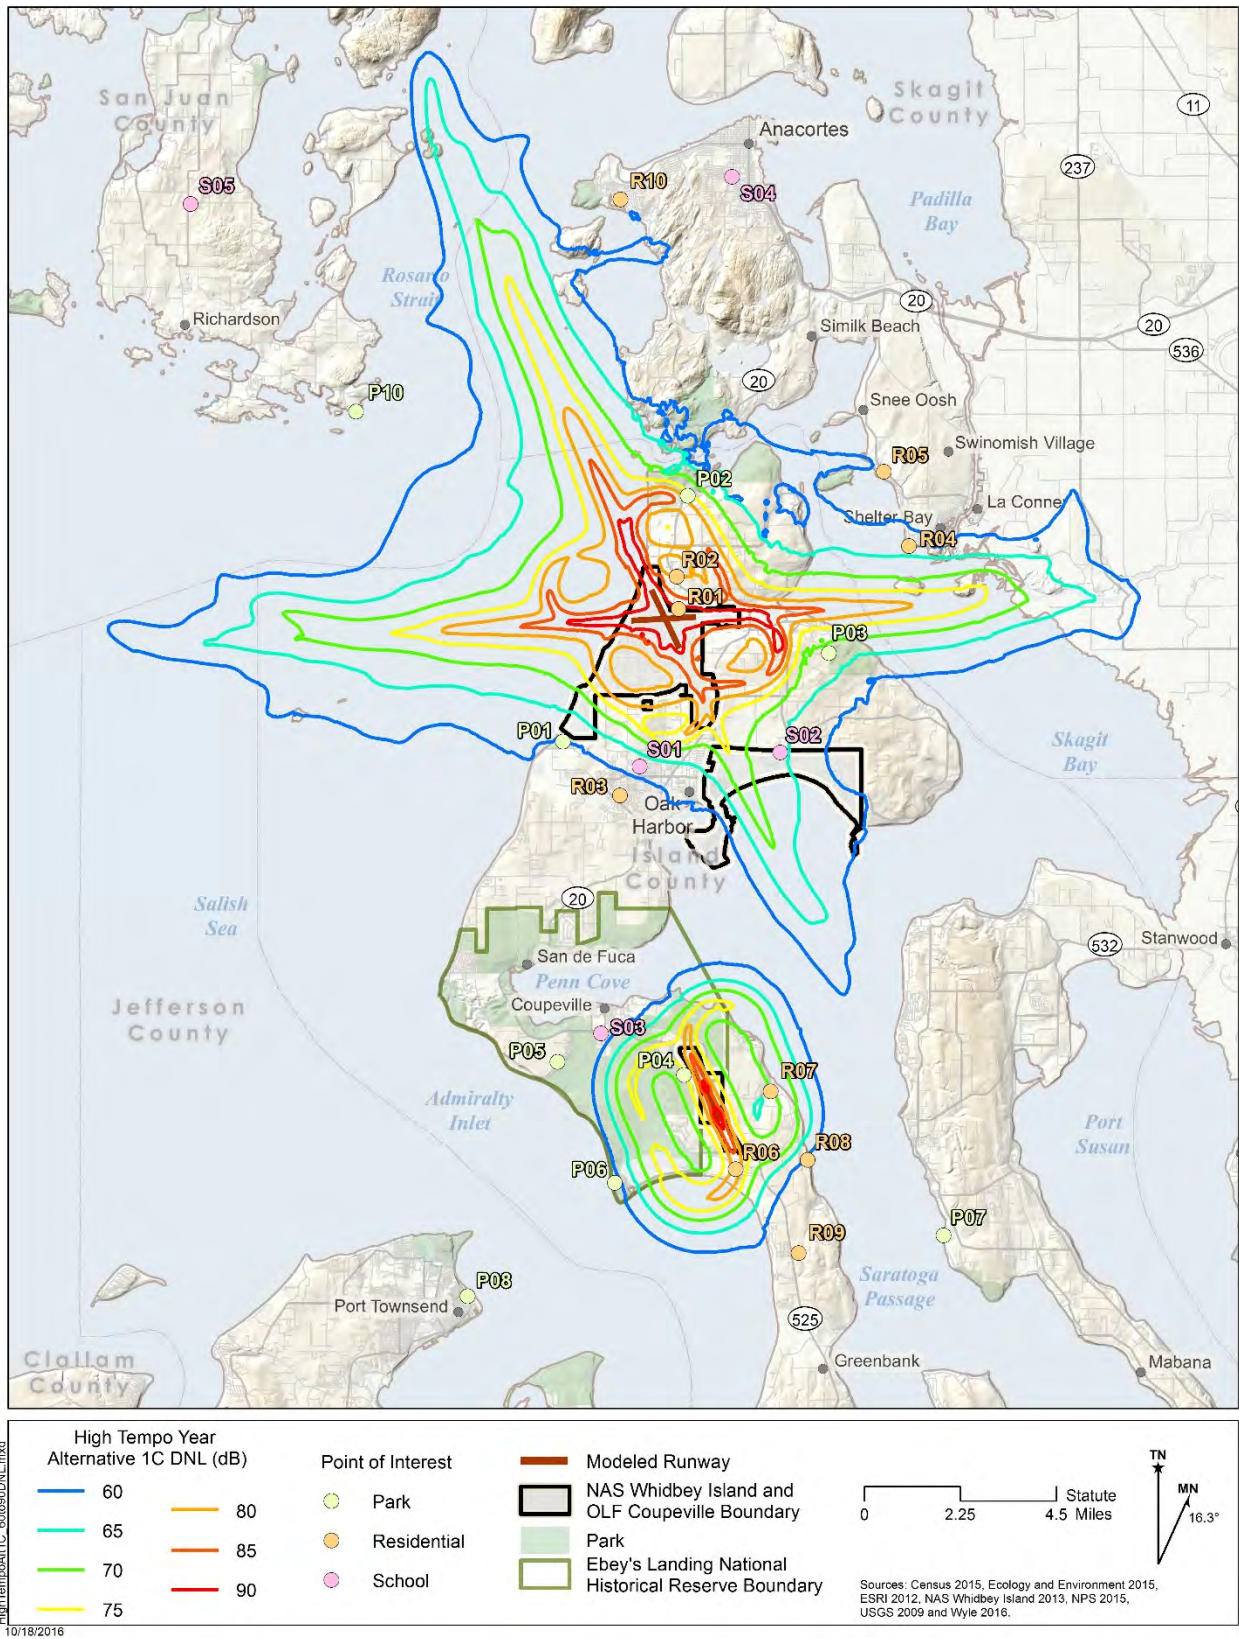 San Juan
County
Skagit
County
11
Anacortes
237
S05
R10
S04
Padilla
Bay
Rosario
Strait
Richardson
20
20
Similk Beach
536
20
P10
Snee Oosh
Swinomish Village
R05
P02
La Conner
Shelter Bay
R04
R02
R01
P03
P01
S01
S02
Skagit
Bay
R03
Oak
Harbor
Island
County
20
Salish
Sea
532
Stanwood
San de Fuca
Penn Cove
Jefferson
County
Coupeville
S03
P05
P04
R07
Admiralty
Inlet
Port
Susan
R08
R06
P06
P07
R09
P08
Saratoga
Passage
Port Townsend
525
Clallam
County
Greenbank
Mabana
High Tempo Year
Alternative 1C DNL (dB)
60
65
70
75
80
85
90
Point of Interest
Park
Residential
School
Modeled Runway
NAS Whidbey Island and
OLF Coupeville Boundary
Park
Ebey's Landing National
Historical Reserve Boundary
Statute
0 2.25 4.5 Miles
TN
MN
16.3°
Sources: Census 2015, Ecology and Environment 2015,
ESRI 2012, NAS Whidbey Island 2013, NPS 2015,
USGS 2009 and Wyle 2016.
10/18/2016